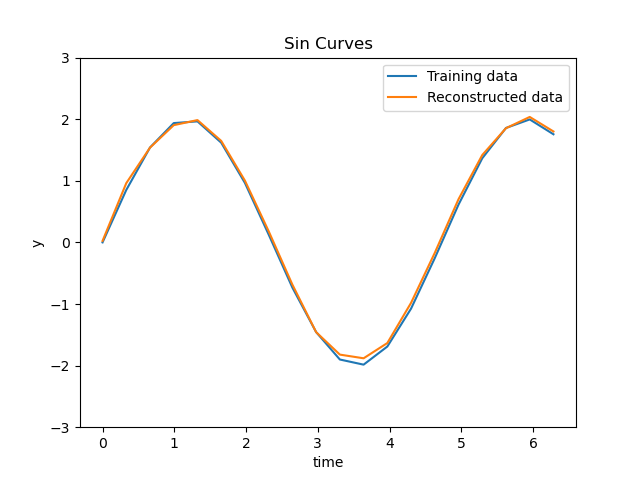 Sin Curves
Training data
Reconstructed data
3
2
1
0
−1
−2
−3
y
0 1 2 3 4 5 6
time